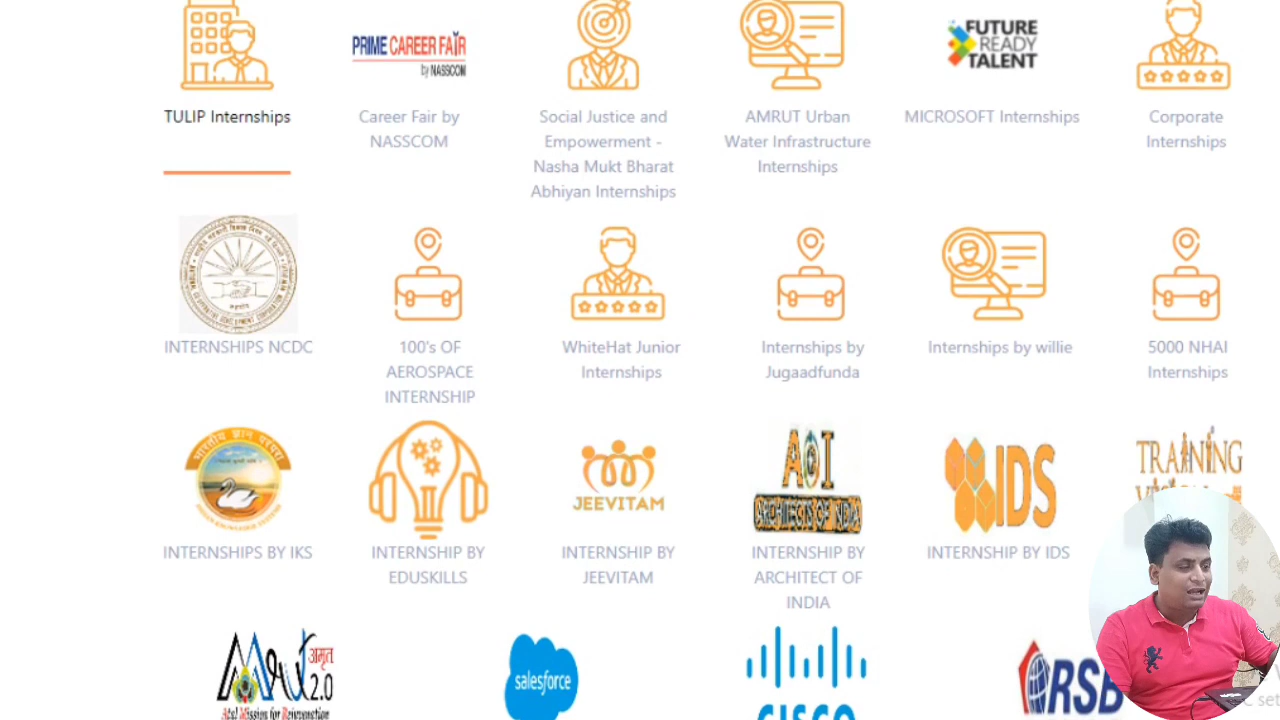 PRIME CAREER FAIR
by NASSCOM
FUTURE
READY
TALENT
TULIP Internships
Career Fair by
NASSCOM
Social Justice and
Empowerment -
Nasha Mukt Bharat
Abhiyan Internships
AMRUT Urban
Water Infrastructure
Internships
MICROSOFT Internships
Corporate
Internships
INTERNSHIPS NCDC
100's OF
AEROSPACE
INTERNSHIP
WhiteHat Junior
Internships
Internships by
Jugaadfunda
Internships by willie
5000 NHAI
Internships
भारतीय ज्ञान परंपरा
JEEVITAM
AOI
ARCHITECTS OF INDIA
IDS
TRAINING
INTERNSHIPS BY IKS
INTERNSHIP BY
EDUSKILLS
INTERNSHIP BY
JEEVITAM
INTERNSHIP BY
ARCHITECT OF
INDIA
INTERNSHIP BY IDS
अमृत
2.0
Atal Mission for Rejuvenation
salesforce
CISCO
RSB